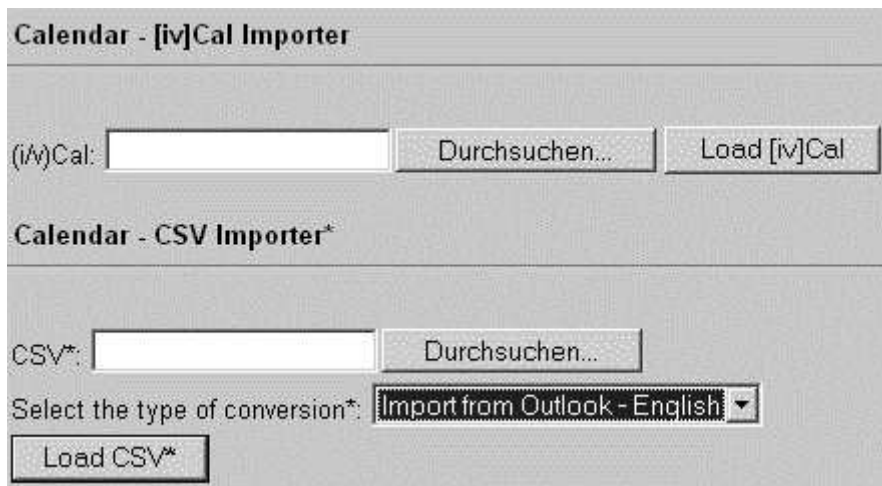 Calendar - [iv]Cal Importer
(i/v)Cal: Durchsuchen... Load [iv]Cal
Calendar - CSV Importer*
CSV*: Durchsuchen...
Select the type of conversion*: Import from Outlook - English
Load CSV*